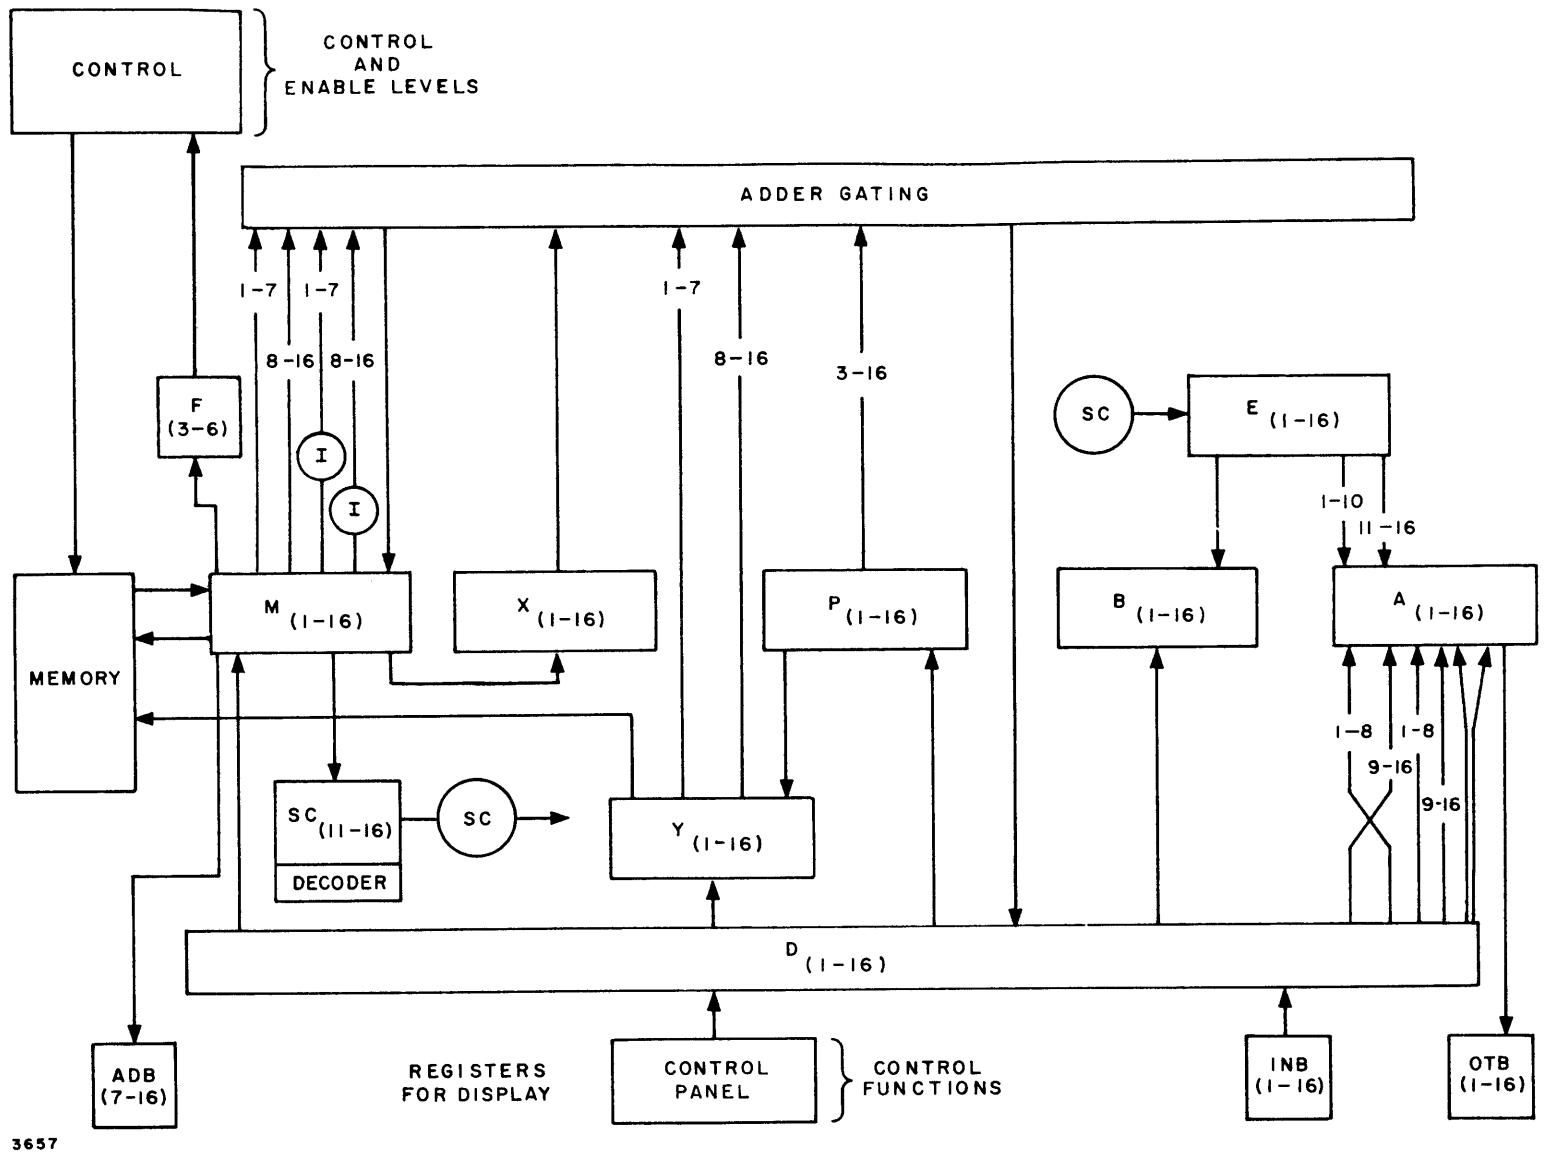 CONTROL
CONTROL
AND
ENABLE LEVELS
ADDER GATING
1-7
1-7
8-16
8-16
1-7
8-16
3-16
F
(3-6)
I
I
SC
E (1-16)
1-10
11-16
MEMORY
M (1-16)
X (1-16)
P (1-16)
B (1-16)
A (1-16)
1-8
1-8
9-16
9-16
SC (11-16)
DECODER
SC
Y (1-16)
D (1-16)
ADB
(7-16)
REGISTERS
FOR DISPLAY
CONTROL
PANEL
CONTROL
FUNCTIONS
INB
(1-16)
OTB
(1-16)
3657